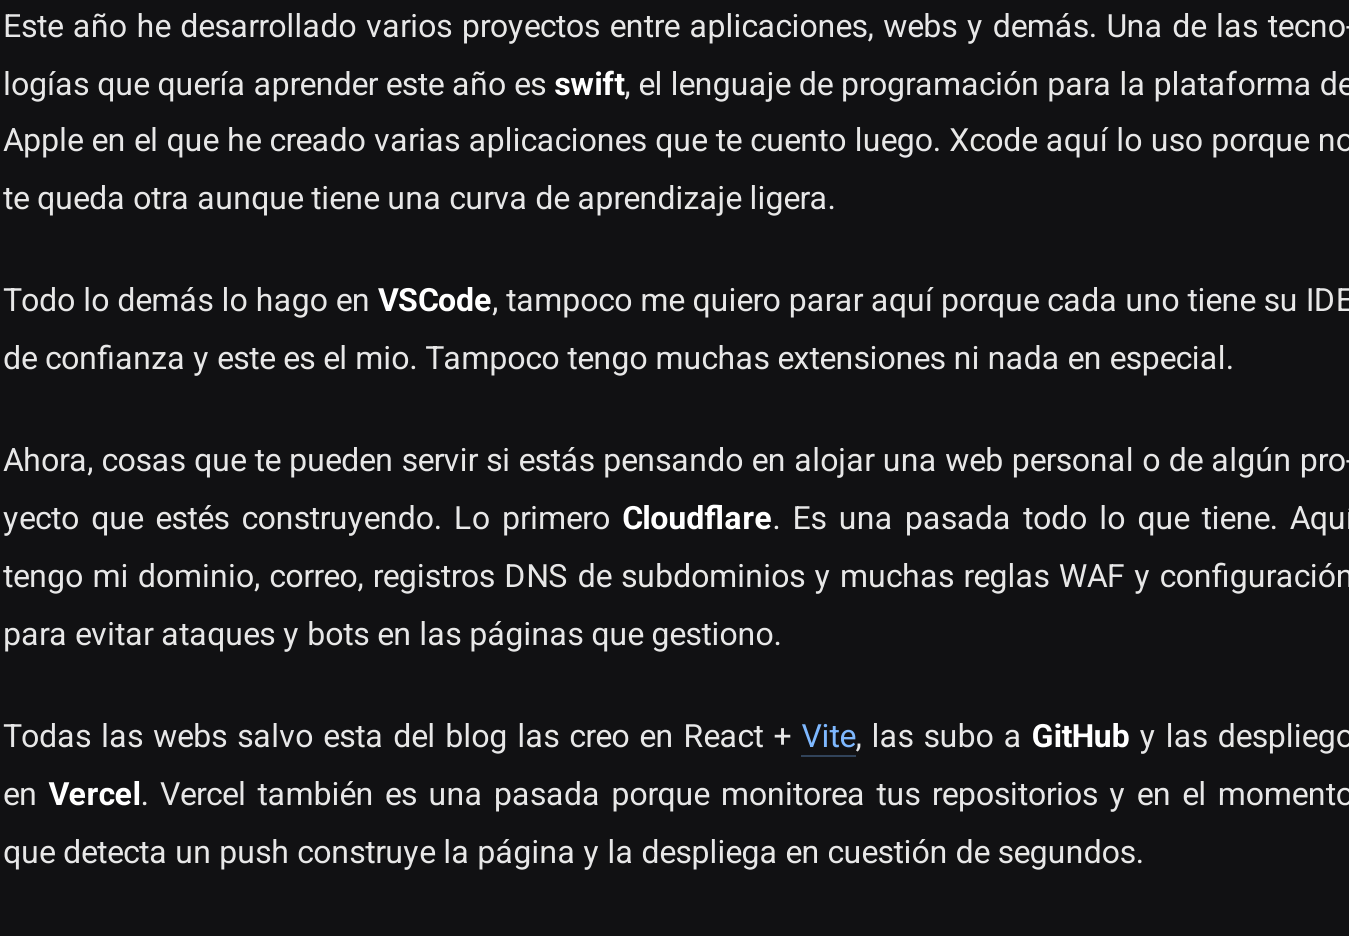 Este año he desarrollado varios proyectos entre aplicaciones, webs y demás. Una de las tecno-
logías que quería aprender este año es swift, el lenguaje de programación para la plataforma de
Apple en el que he creado varias aplicaciones que te cuento luego. Xcode aquí lo uso porque no
te queda otra aunque tiene una curva de aprendizaje ligera.
Todo lo demás lo hago en VSCode, tampoco me quiero parar aquí porque cada uno tiene su IDE
de confianza y este es el mio. Tampoco tengo muchas extensiones ni nada en especial.
Ahora, cosas que te pueden servir si estás pensando en alojar una web personal o de algún pro-
yecto que estés construyendo. Lo primero Cloudflare. Es una pasada todo lo que tiene. Aquí
tengo mi dominio, correo, registros DNS de subdominios y muchas reglas WAF y configuración
para evitar ataques y bots en las páginas que gestiono.
Todas las webs salvo esta del blog las creo en React + Vite, las subo a GitHub y las despliego
en Vercel. Vercel también es una pasada porque monitorea tus repositorios y en el momento
que detecta un push construye la página y la despliega en cuestión de segundos.